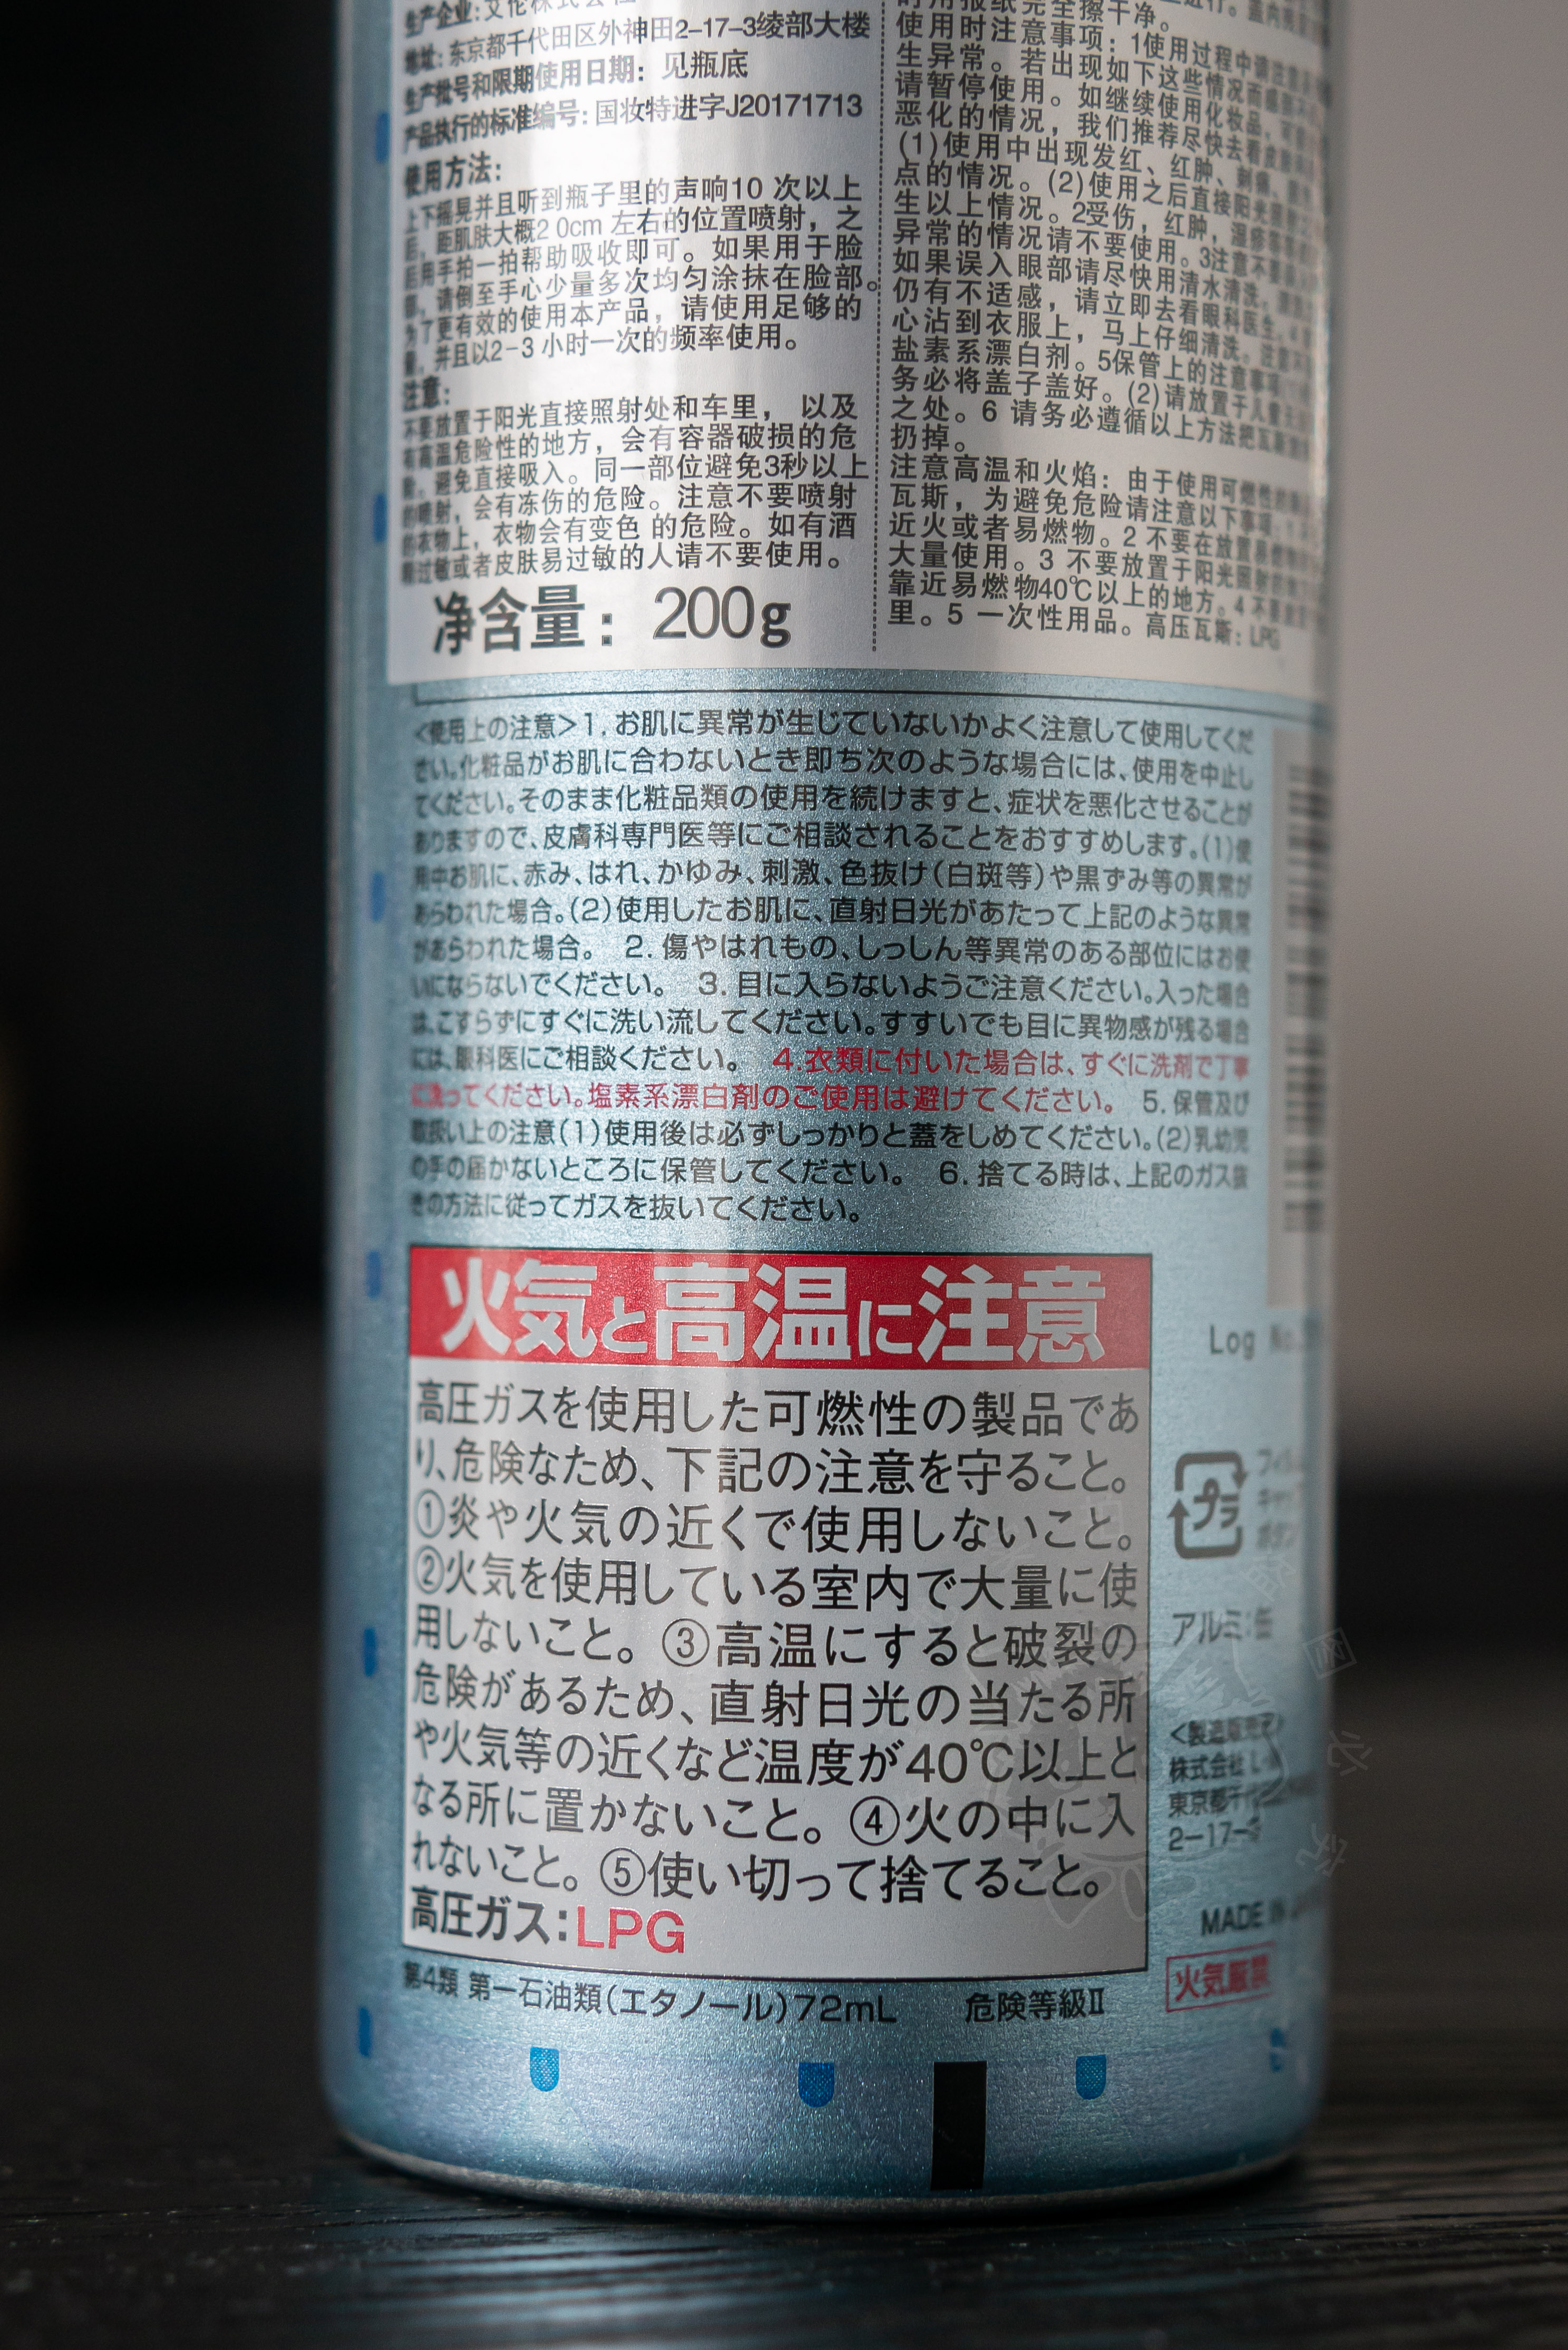 生产企业:艾伦株式会社
地址: 东京都千代田区外神田2-17-3绫部大楼
生产批号和限期使用日期: 见瓶底
产品执行的标准编号: 国妆特进字J20171713
使用方法:
上下摇晃并且听到瓶子里的声响10 次以上
后, 距肌肤大概2 0cm 左右的位置喷射, 之
后用手拍一拍帮助吸收即可。如果用于脸
部, 请倒至手心少量多次均匀涂抹在脸部。
为了更有效的使用本产品, 请使用足够的
量, 并且以2-3 小时一次的频率使用。
注意:
不要放置于阳光直接照射处和车里, 以及
有高温危险性的地方, 会有容器破损的危
险。避免直接吸入。同一部位避免3秒以上
的喷射, 会有冻伤的危险。注意不要喷射
的衣物上, 衣物会有变色 的危险。如有酒
精过敏或者皮肤易过敏的人请不要使用。
净含量: 200g
时用报纸完全擦干净。
使用时注意事项: 1使用过程中请注意
生异常。若出现如下这些情况
请暂停使用。如继续使用化妆品,
恶化的情况, 我们推荐尽快去看皮肤
(1)使用中出现发红、红肿、刺痛、
点的情况。(2)使用之后直接阳光
生以上情况。2受伤, 红肿, 湿疹等
异常的情况请不要使用。3注意不要
如果误入眼部请尽快用清水清洗。
仍有不适感, 请立即去看眼科医生。4
心沾到衣服上, 马上仔细清洗。注意不
盐素系漂白剂。5保管上的注意事项
务必将盖子盖好。(2)请放置于儿童
之处。6 请务必遵循以上方法把瓦斯
扔掉。
注意高温和火焰: 由于使用可燃性的
瓦斯, 为避免危险请注意以下事项。
近火或者易燃物。2 不要在放置易燃物
大量使用。3 不要放置于阳光照射
靠近易燃物40℃以上的地方。4 不要
里。5 一次性用品。高压瓦斯: LPG
<使用上の注意>1. お肌に異常が生じていないかよく注意して使用してくだ
さい。化粧品がお肌に合わないとき即ち次のような場合には、使用を中止し
てください。そのまま化粧品類の使用を続けますと、症状を悪化させることが
ありますので、皮膚科専門医等にご相談されることをおすすめします。(1)使
用中お肌に、赤み、はれ、かゆみ、刺激、色抜け(白斑等)や黒ずみ等の異常が
あらわれた場合。(2)使用したお肌に、直射日光があたって上記のような異常
があらわれた場合。 2. 傷やはれもの、しっしん等異常のある部位にはお使
いにならないでください。 3. 目に入らないようご注意ください。入った場合
は、こすらずにすぐに洗い流してください。すすいでも目に異物感が残る場合
には、眼科医にご相談ください。 4.衣類に付いた場合は、すぐに洗剤で丁寧
に洗ってください。塩素系漂白剤のご使用は避けてください。 5. 保管及び
取扱い上の注意(1)使用後は必ずしっかりと蓋をしめてください。(2)乳幼児
の手の届かないところに保管してください。 6. 捨てる時は、上記のガス抜
きの方法に従ってガスを抜いてください。
火気と高温に注意
高圧ガスを使用した可燃性の製品であ
り、危険なため、下記の注意を守ること。
①炎や火気の近くで使用しないこと。
②火気を使用している室内で大量に使
用しないこと。③高温にすると破裂の
危険があるため、直射日光の当たる所
や火気等の近くなど温度が40℃以上と
なる所に置かないこと。④火の中に入
れないこと。⑤使い切って捨てること。
高圧ガス:LPG
第4類 第一石油類(エタノール)72mL 危険等級Ⅱ
Log No.
プラ
アルミ:缶
<製造販売元>
株式会社
東京都千
2-17-3
MADE IN
火気厳禁